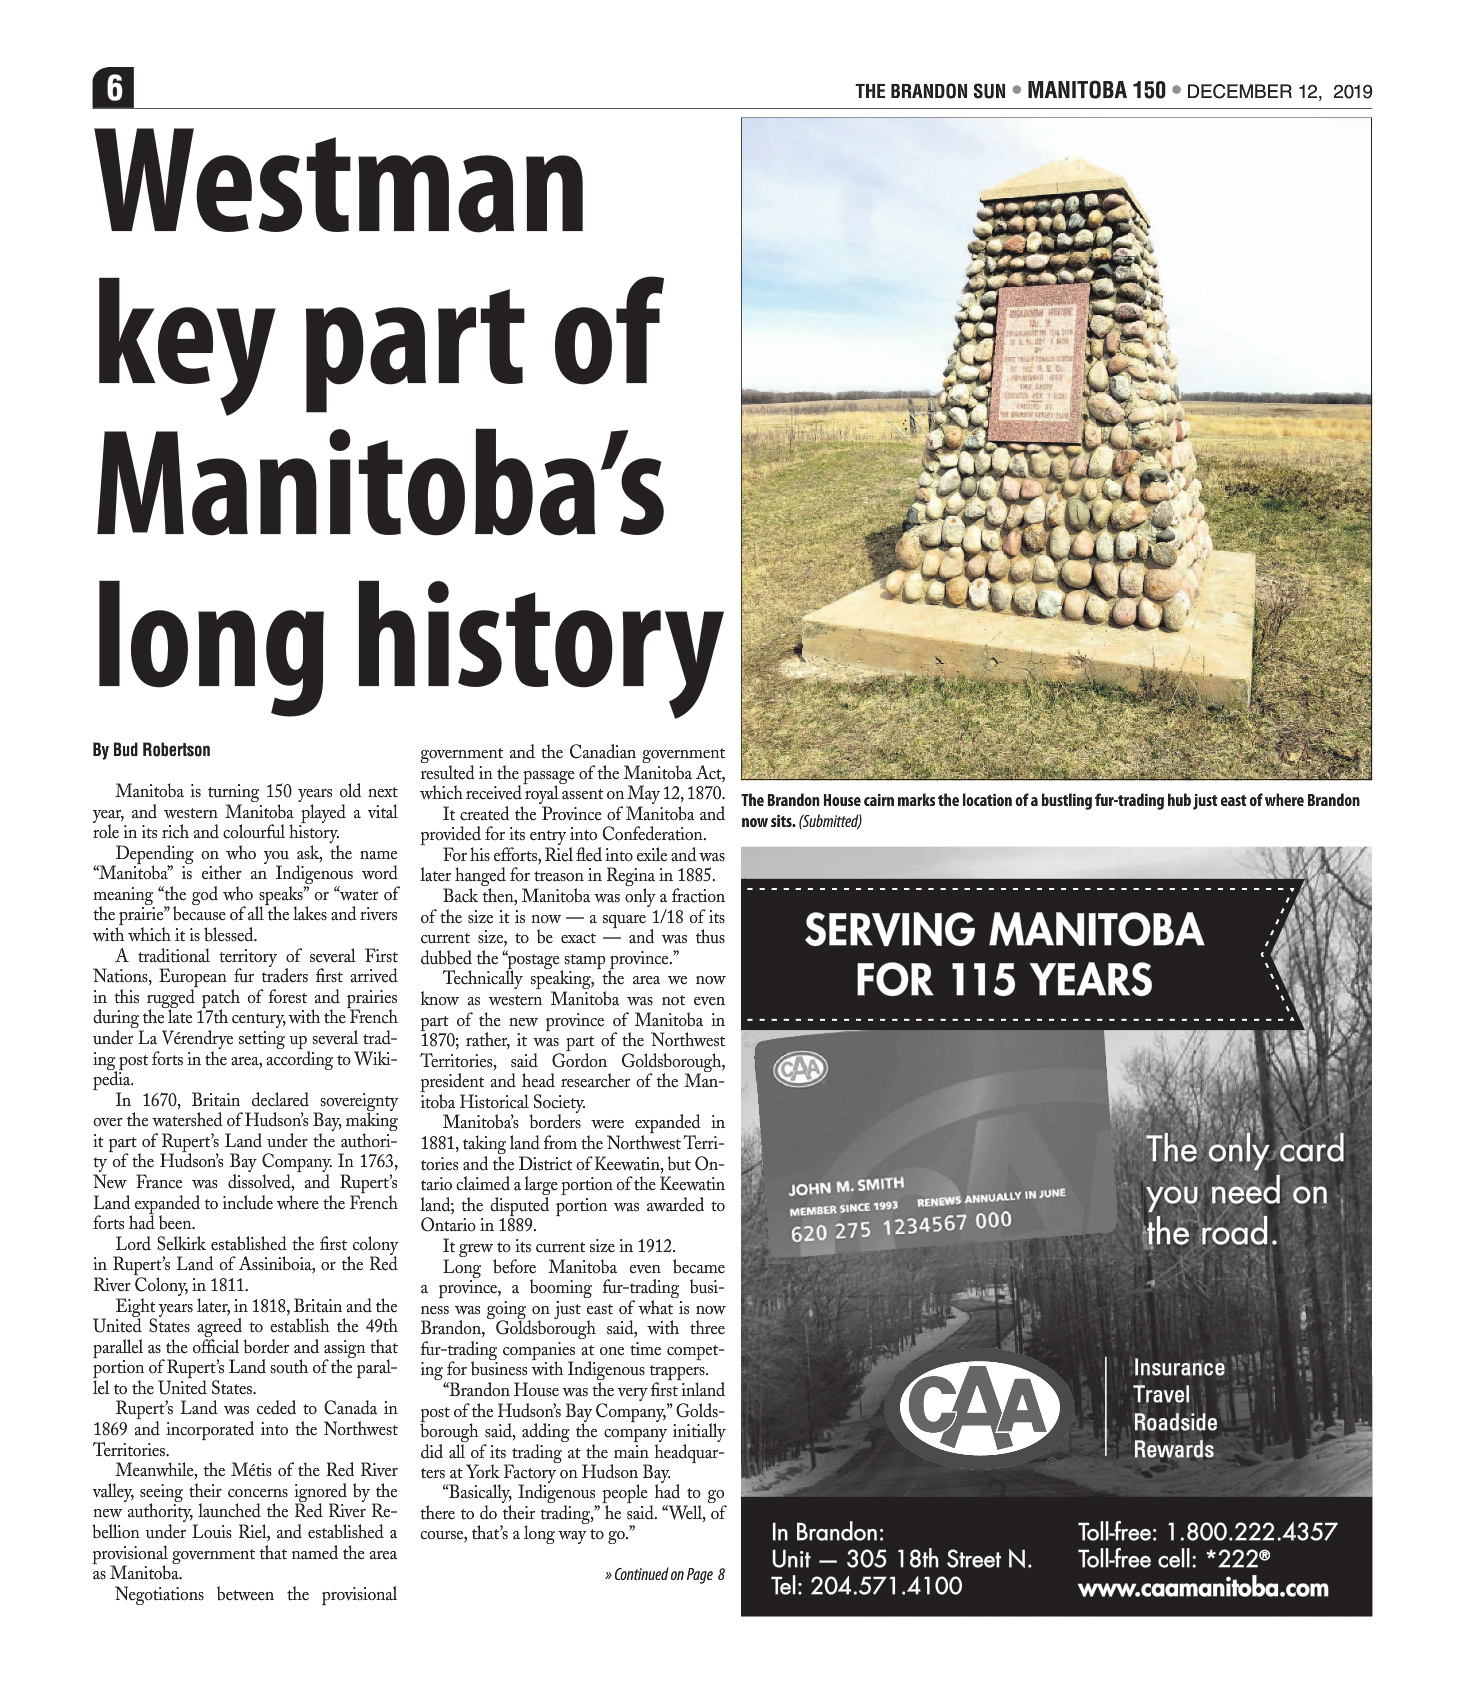 6
THE BRANDON SUN • MANITOBA 150 • DECEMBER 12, 2019
Westman
key part of
Manitoba's
long history
By Bud Robertson
Manitoba is turning 150 years old next
year, and western Manitoba played a vital
role in its rich and colourful history.
Depending on who you ask, the name
“Manitoba” is either an Indigenous word
meaning “the god who speaks” or “water of
the prairie” because of all the lakes and rivers
with which it is blessed.
A traditional territory of several First
Nations, European fur traders first arrived
in this rugged patch of forest and prairies
during the late 17th century, with the French
under La Vérendrye setting up several trad-
ing post forts in the area, according to Wiki-
pedia.
In 1670, Britain declared sovereignty
over the watershed of Hudson's Bay, making
it part of Rupert's Land under the authori-
ty of the Hudson's Bay Company. In 1763,
New France was dissolved, and Rupert's
Land expanded to include where the French
forts had been.
Lord Selkirk established the first colony
in Rupert's Land of Assiniboia, or the Red
River Colony, in 1811.
Eight years later, in 1818, Britain and the
United States agreed to establish the 49th
parallel as the official border and assign that
portion of Rupert's Land south of the paral-
lel to the United States.
Rupert's Land was ceded to Canada in
1869 and incorporated into the Northwest
Territories.
Meanwhile, the Métis of the Red River
valley, seeing their concerns ignored by the
new authority, launched the Red River Re-
bellion under Louis Riel, and established a
provisional government that named the area
as Manitoba.
Negotiations between the provisional
government and the Canadian government
resulted in the passage of the Manitoba Act,
which received royal assent on May 12, 1870.
It created the Province of Manitoba and
provided for its entry into Confederation.
For his efforts, Riel fled into exile and was
later hanged for treason in Regina in 1885.
Back then, Manitoba was only a fraction
of the size it is now — a square 1/18 of its
current size, to be exact — and was thus
dubbed the “postage stamp province.”
Technically speaking, the area we now
know as western Manitoba was not even
part of the new province of Manitoba in
1870; rather, it was part of the Northwest
Territories, said Gordon Goldsborough,
president and head researcher of the Man-
itoba Historical Society.
Manitoba's borders were expanded in
1881, taking land from the Northwest Terri-
tories and the District of Keewatin, but On-
tario claimed a large portion of the Keewatin
land; the disputed portion was awarded to
Ontario in 1889.
It grew to its current size in 1912.
Long before Manitoba even became
a province, a booming fur-trading busi-
ness was going on just east of what is now
Brandon, Goldsborough said, with three
fur-trading companies at one time compet-
ing for business with Indigenous trappers.
“Brandon House was the very first inland
post of the Hudson's Bay Company,” Golds-
borough said, adding the company initially
did all of its trading at the main headquar-
ters at York Factory on Hudson Bay.
“Basically, Indigenous people had to go
there to do their trading,” he said. “Well, of
course, that's a long way to go.”
» Continued on Page 8
BRANDON HOUSE
The Brandon House cairn marks the location of a bustling fur-trading hub just east of where Brandon
now sits. (Submitted)
SERVING MANITOBA
FOR 115 YEARS
CAA
JOHN M. SMITH
MEMBER SINCE 1993 RENEWS ANNUALLY IN JUNE
620 275 1234567 000
The only card
you need on
the road.
CAA
Insurance
Travel
Roadside
Rewards
In Brandon:
Unit — 305 18th Street N.
Tel: 204.571.4100
Toll-free: 1.800.222.4357
Toll-free cell: *222®
www.caamanitoba.com